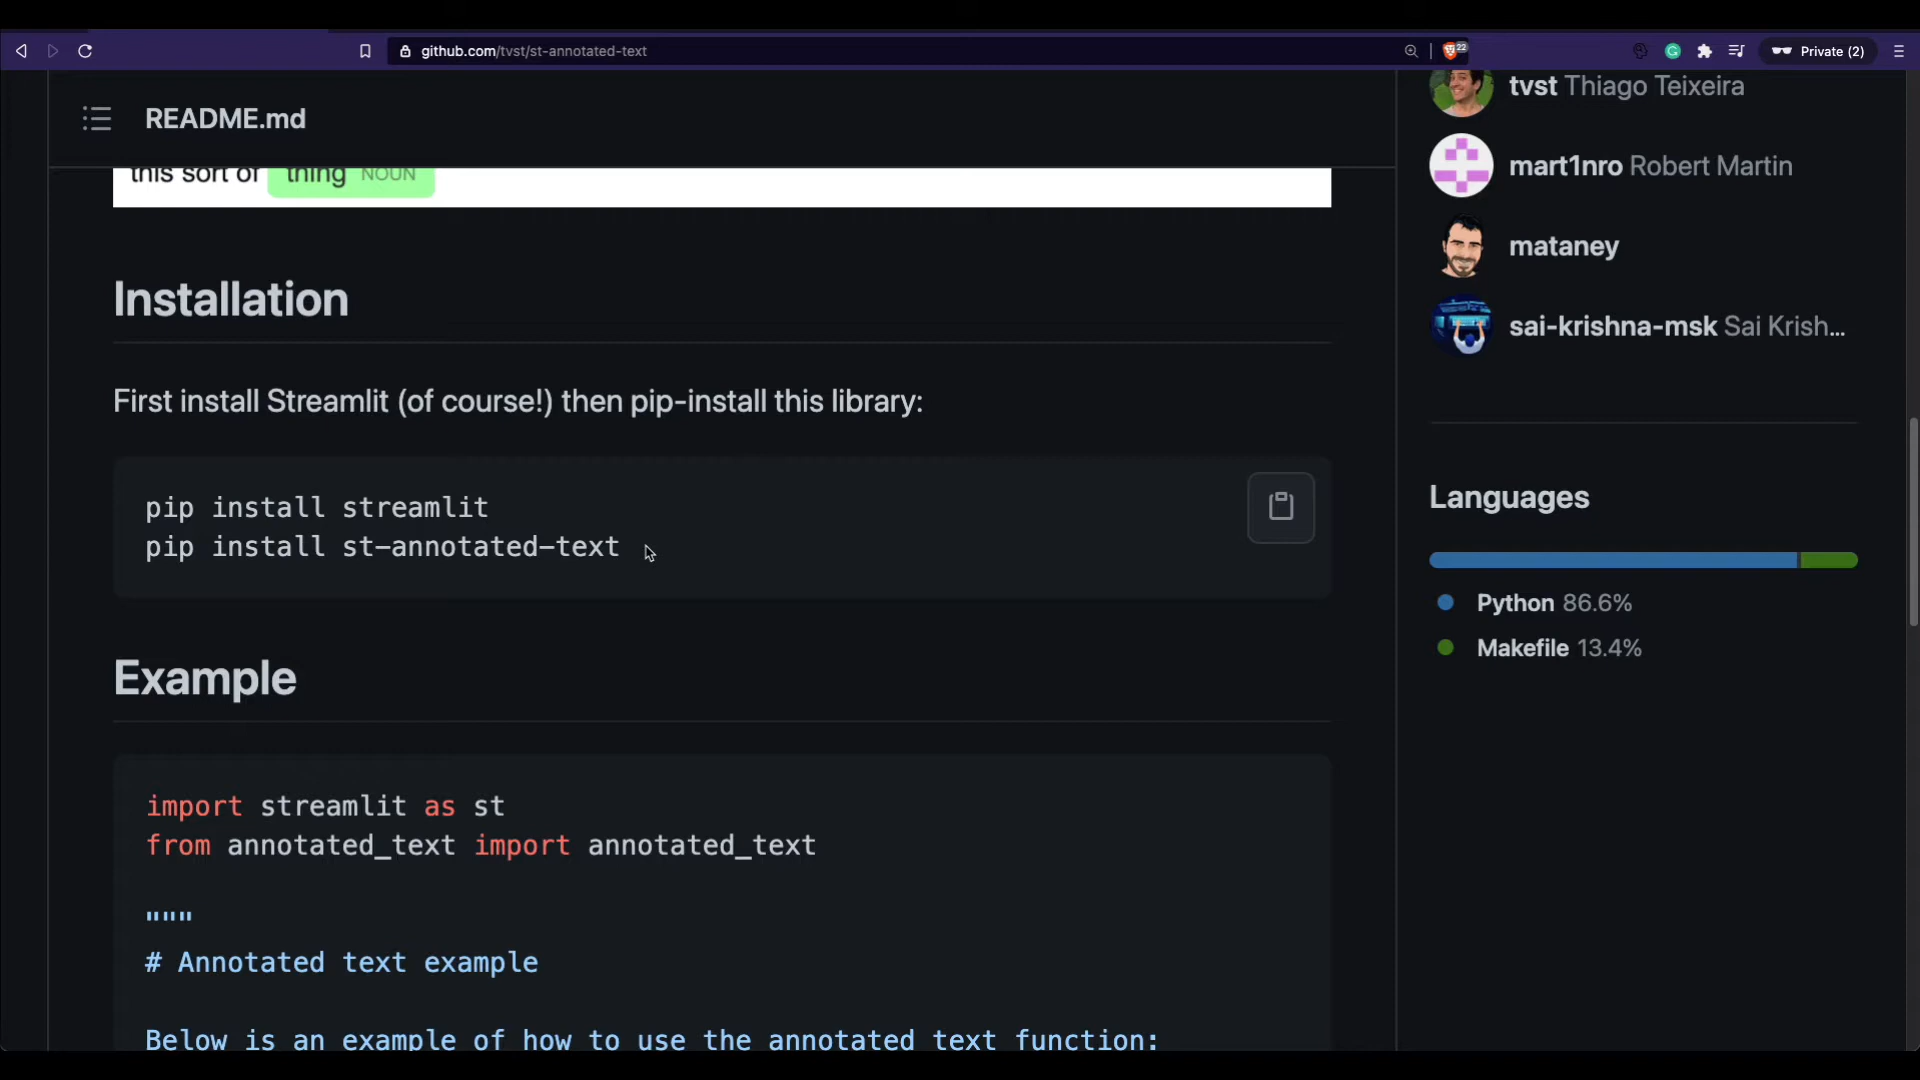 github.com/tvst/st-annotated-text
22
Private (2)
README.md
this sort of thing NOUN
Installation
First install Streamlit (of course!) then pip-install this library:
pip install streamlit
pip install st-annotated-text
Example
import streamlit as st
from annotated_text import annotated_text
"""
# Annotated text example
Below is an example of how to use the annotated text function:
tvst Thiago Teixeira
mart1nro Robert Martin
mataney
sai-krishna-msk Sai Krish...
Languages
Python 86.6%
Makefile 13.4%